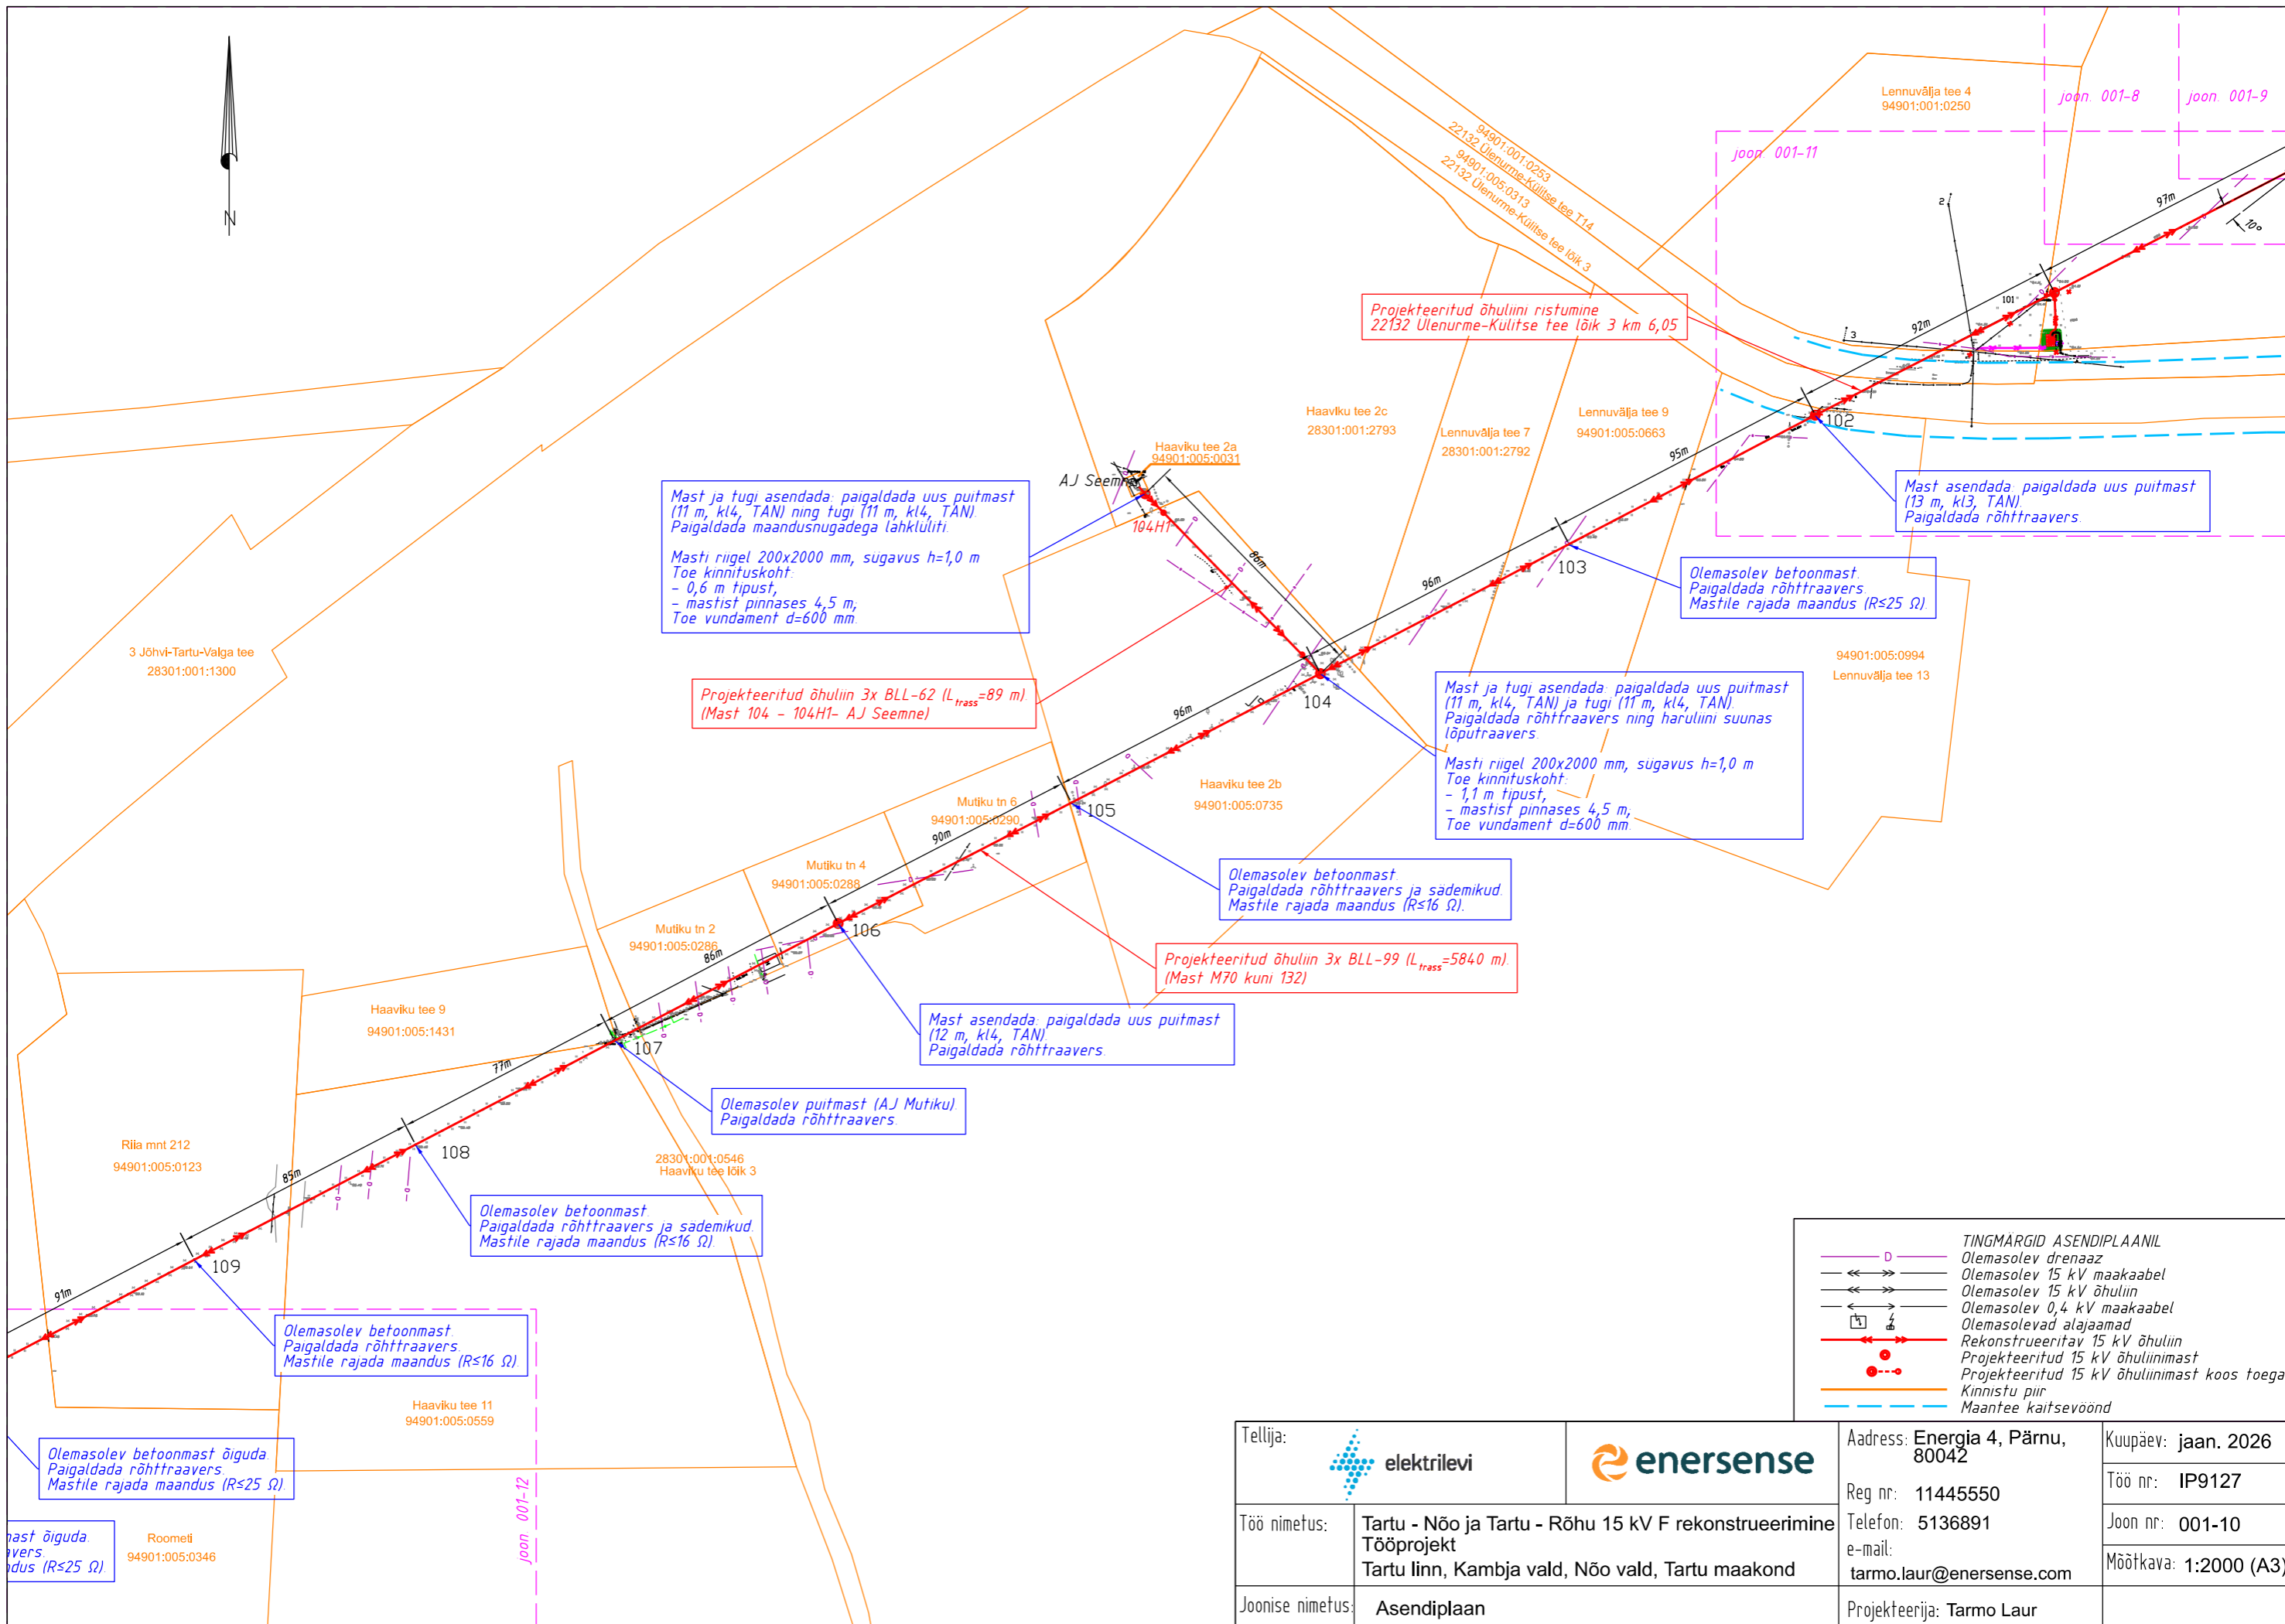 Lennuvälja tee 4
94901:001:0250
joon. 001-8
joon. 001-9
joon. 001-11
N
94901:001:0253
22132 Ülenurme-Külitse tee T14
94901:005:0313
22132 Ülenurme-Külitse tee lõik 3
97m
10°
2
3
101
92m
Projekteeritud õhuliini ristumine
22132 Ülenurme-Külitse tee lõik 3 km 6,05
102
Haaviku tee 2c
28301:001:2793
Lennuvälja tee 7
28301:001:2792
Lennuvälja tee 9
94901:005:0663
95m
Haaviku tee 2a
94901:005:0031
AJ Seemne
104H1
86m
Mast asendada: paigaldada uus puitmast
(13 m, kl3, TAN).
Paigaldada rõhttraavers.
Mast ja tugi asendada: paigaldada uus puitmast
(11 m, kl4, TAN) ning tugi (11 m, kl4, TAN).
Paigaldada maandusnugadega lahklüliti.
Masti riigel 200x2000 mm, sügavus h=1,0 m
Toe kinnituskoht:
- 0,6 m tipust,
- mastist pinnases 4,5 m;
Toe vundament d=600 mm.
103
96m
Olemasolev betoonmast.
Paigaldada rõhttraavers.
Mastile rajada maandus (R≤25 Ω).
3 Jõhvi-Tartu-Valga tee
28301:001:1300
94901:005:0994
Lennuvälja tee 13
Projekteeritud õhuliin 3x BLL-62 (Ltrass=89 m).
(Mast 104 - 104H1- AJ Seemne)
104
96m
Mast ja tugi asendada: paigaldada uus puitmast
(11 m, kl4, TAN) ja tugi (11 m, kl4, TAN).
Paigaldada rõhttraavers ning haruliini suunas
lõputraavers.
Masti riigel 200x2000 mm, sügavus h=1,0 m
Toe kinnituskoht:
- 1,1 m tipust,
- mastist pinnases 4,5 m;
Toe vundament d=600 mm.
Haaviku tee 2b
94901:005:0735
105
Mutiku tn 6
94901:005:0290
90m
Mutiku tn 4
94901:005:0288
Olemasolev betoonmast.
Paigaldada rõhttraavers ja sädemikud.
Mastile rajada maandus (R≤16 Ω).
Mutiku tn 2
94901:005:0286
106
86m
Projekteeritud õhuliin 3x BLL-99 (Ltrass=5840 m).
(Mast M70 kuni 132)
Haaviku tee 9
94901:005:1431
Mast asendada: paigaldada uus puitmast
(12 m, kl4, TAN).
Paigaldada rõhttraavers.
107
77m
Olemasolev puitmast (AJ Mutiku).
Paigaldada rõhttraavers.
Riia mnt 212
94901:005:0123
108
85m
28301:001:0546
Haaviku tee lõik 3
Olemasolev betoonmast.
Paigaldada rõhttraavers ja sädemikud.
Mastile rajada maandus (R≤16 Ω).
109
91m
Olemasolev betoonmast.
Paigaldada rõhttraavers.
Mastile rajada maandus (R≤16 Ω).
Haaviku tee 11
94901:005:0559
Olemasolev betoonmast õiguda.
Paigaldada rõhttraavers.
Mastile rajada maandus (R≤25 Ω).
joon 001-12
mast õiguda.
avers.
ndus (R≤25 Ω).
Roometi
94901:005:0346
TINGMÄRGID ASENDIPLAANIL
D Olemasolev drenaaz
Olemasolev 15 kV maakaabel
Olemasolev 15 kV õhuliin
Olemasolev 0,4 kV maakaabel
Olemasolevad alajaamad
Rekonstrueeritav 15 kV õhuliin
Projekteeritud 15 kV õhuliinimast
Projekteeritud 15 kV õhuliinimast koos toega
Kinnistu piir
Maantee kaitsevöönd
Tellija:
elektrilevi
enersense
Aadress: Energia 4, Pärnu,
80042
Reg nr: 11445550
Telefon: 5136891
e-mail:
tarmo.laur@enersense.com
Kuupäev: jaan. 2026
Töö nr: IP9127
Joon nr: 001-10
Mõõtkava: 1:2000 (A3)
Töö nimetus:
Tartu - Nõo ja Tartu - Rõhu 15 kV F rekonstrueerimine
Tööprojekt
Tartu linn, Kambja vald, Nõo vald, Tartu maakond
Joonise nimetus: Asendiplaan
Projekteerija: Tarmo Laur